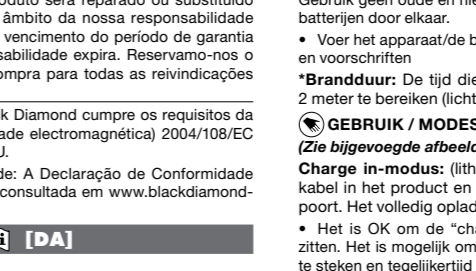 oduto será reparado ou substituído
âmbito da nossa responsabilidade
vencimento do período de garantia
sabilidade expira. Reservamo-nos o
ompra para todas as reivindicações
k Diamond cumpre os requisitos da
ade electromagnética) 2004/108/EC
U.
de: A Declaração de Conformidade
consultada em www.blackdiamond-
[DA]
Gebruik geen oude en nie
batterijen door elkaar.
• Voer het apparaat/de b
en voorschriften
*Brandduur: De tijd die
2 meter te bereiken (licht
GEBRUIK / MODES
(Zie bijgevoegde afbeeld
Charge in-modus: (lith
kabel in het product en
poort. Het volledig oplad
• Het is OK om de “cha
zitten. Het is mogelijk om
te steken en tegelijkertijd